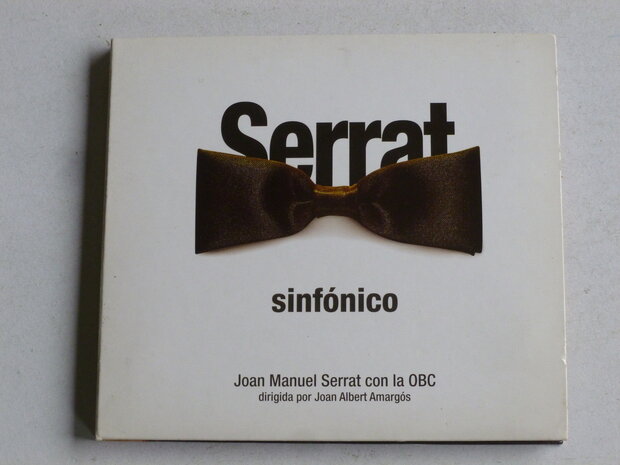 Serrat
sinfónico
Joan Manuel Serrat con la OBC
dirigida por Joan Albert Amargós